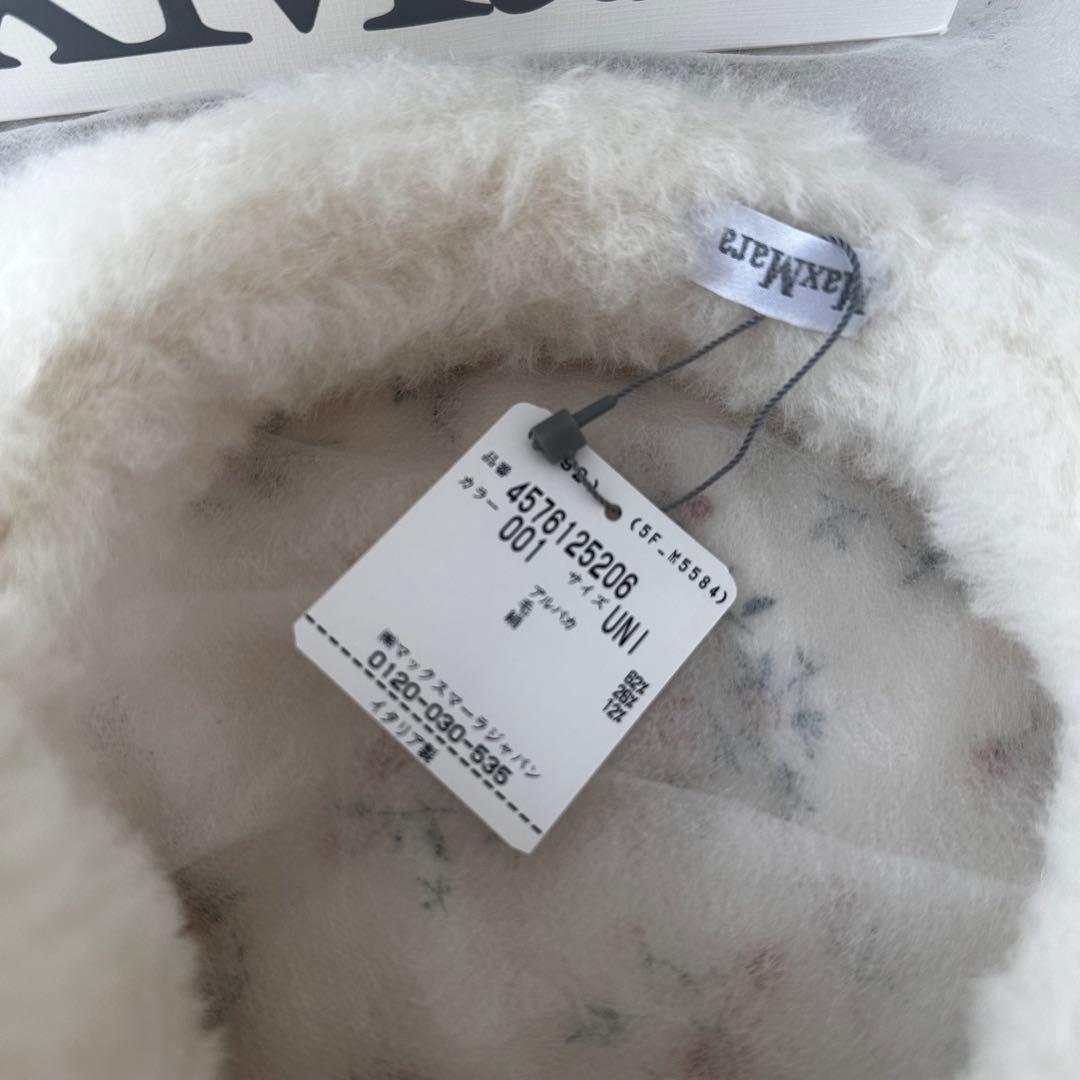 MaxMara
(5F_M5584)
品番 4576125206
カラー 001 サイズ UNI
アルパカ 62%
毛 26%
絹 12%
㈱マックスマーラジャパン
0120-030-535
イタリア製